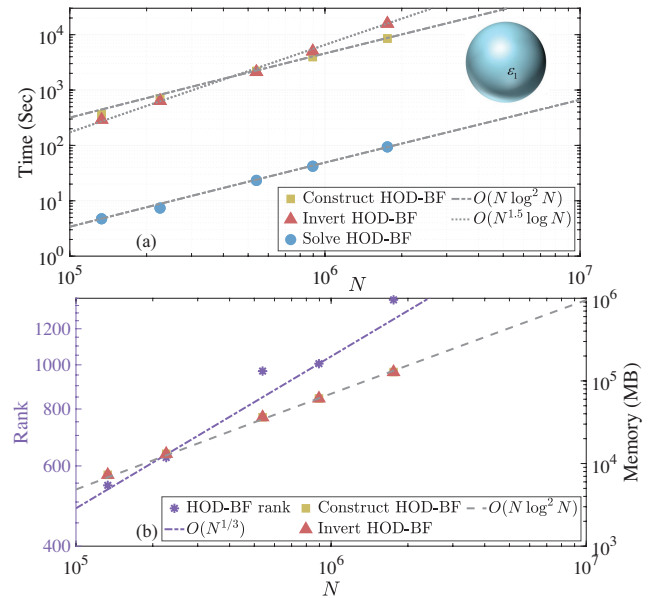 10^4
10^3
10^2
10^1
10^0
Time (Sec)
ε_1
Construct HOD-BF
Invert HOD-BF
Solve HOD-BF
O(N log^2 N)
O(N^{1.5} log N)
(a)
10^5
10^6
10^7
N
1200
1000
800
600
400
Rank
10^6
10^5
10^4
10^3
Memory (MB)
HOD-BF rank
Construct HOD-BF
O(N log^2 N)
O(N^{1/3})
Invert HOD-BF
(b)
10^5
10^6
10^7
N